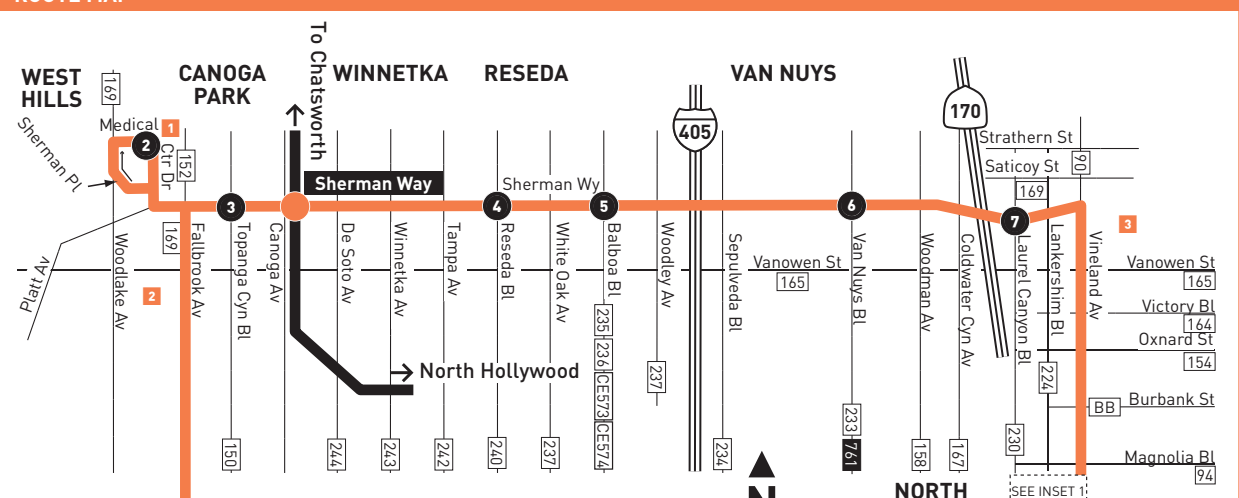 WEST
HILLS
CANOGA
PARK
WINNETKA
RESEDA
VAN NUYS
To Chatsworth
169
Medical
Ctr Dr
1
2
Sherman Pl
152
405
170
Strathern St
Saticoy St
90
169
Sherman Way
Sherman Wy
3
4
5
6
7
3
169
Platt Av
Woodlake Av
2
Fallbrook Av
Topanga Cyn Bl
Canoga Av
De Soto Av
Winnetka Av
Tampa Av
Reseda Bl
White Oak Av
Balboa Bl
Woodley Av
Sepulveda Bl
Vanowen St
165
Van Nuys Bl
Woodman Av
Coldwater Cyn Av
Laurel Canyon Bl
Lankershim Bl
Vineland Av
Vanowen St
165
Victory Bl
164
Oxnard St
154
Burbank St
BB
Magnolia Bl
94
North Hollywood
150
244
243
242
240
237
235
236
CE573
CE574
237
234
233
761
158
167
230
224
N
NORTH
SEE INSET 1